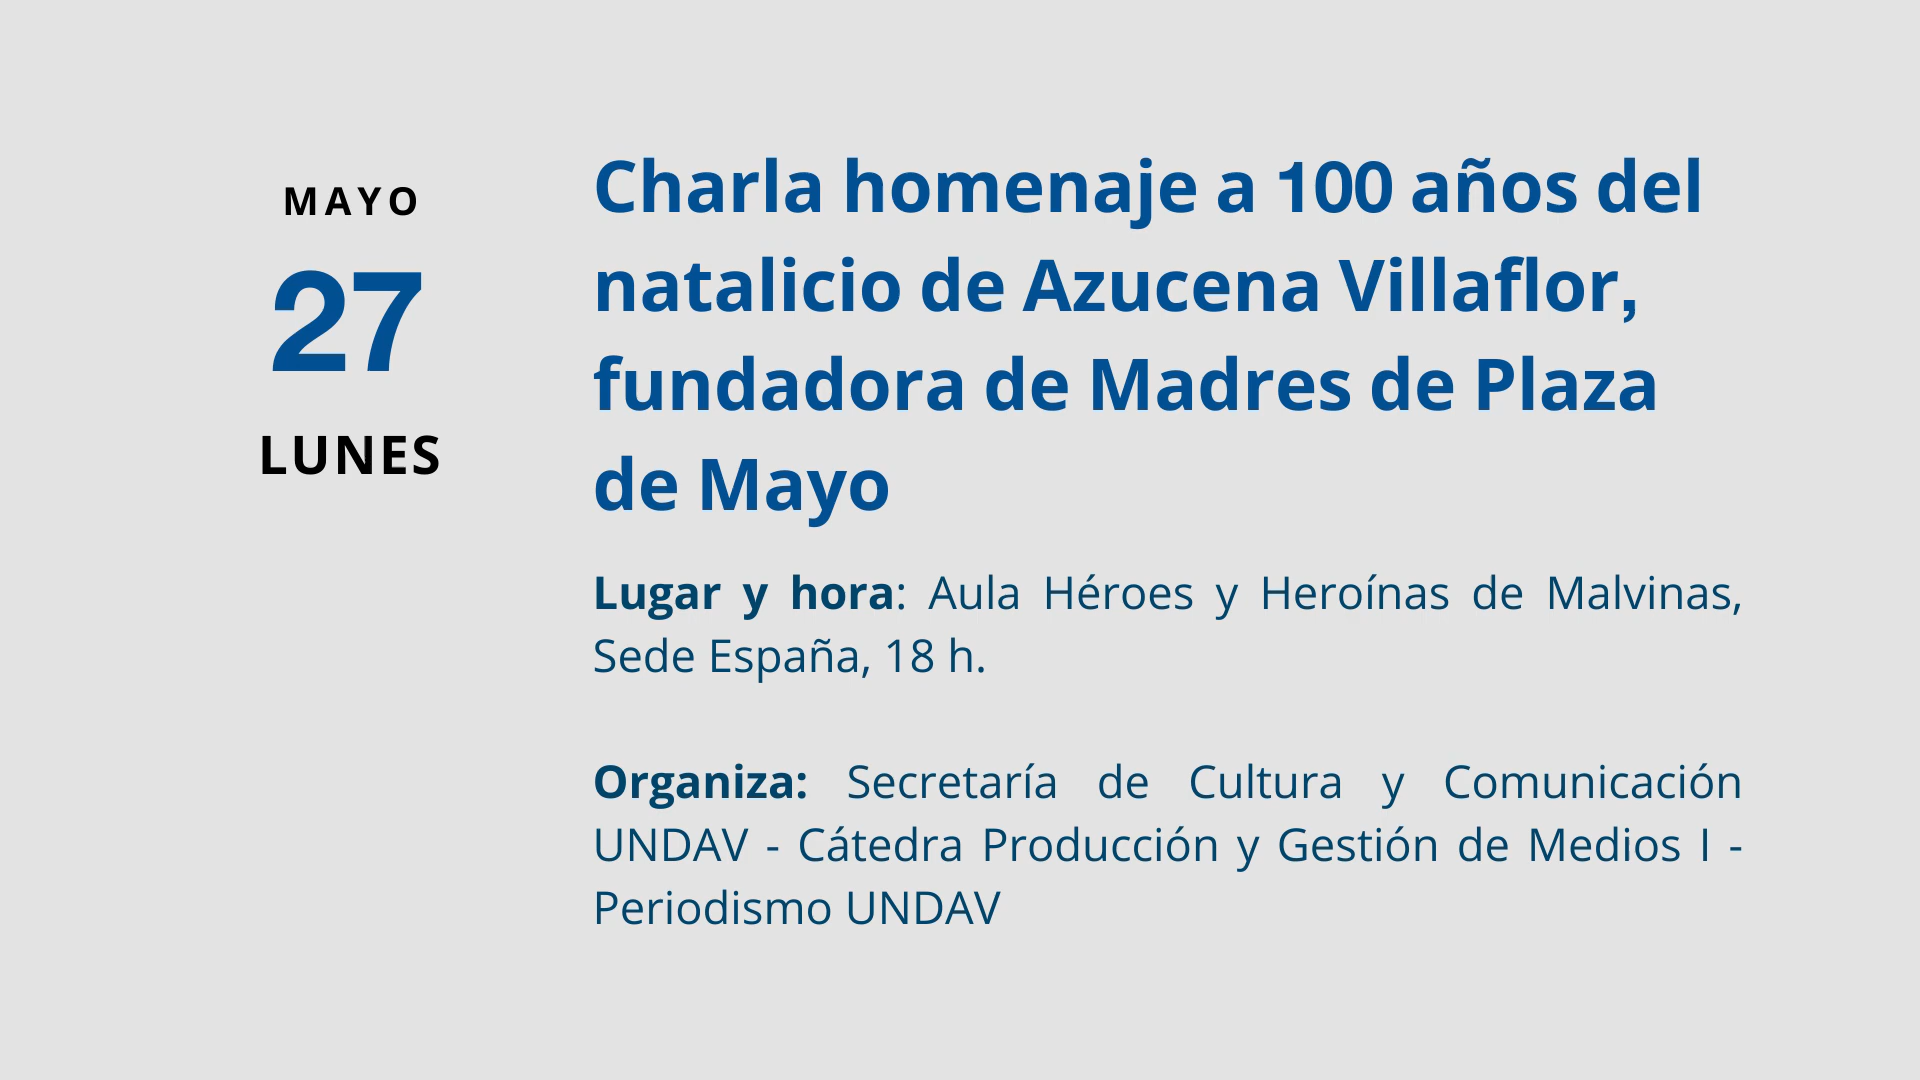 MAYO
27
LUNES
Charla homenaje a 100 años del
natalicio de Azucena Villaflor,
fundadora de Madres de Plaza
de Mayo
Lugar y hora: Aula Héroes y Heroínas de Malvinas,
Sede España, 18 h.
Organiza: Secretaría de Cultura y Comunicación
UNDAV - Cátedra Producción y Gestión de Medios I -
Periodismo UNDAV